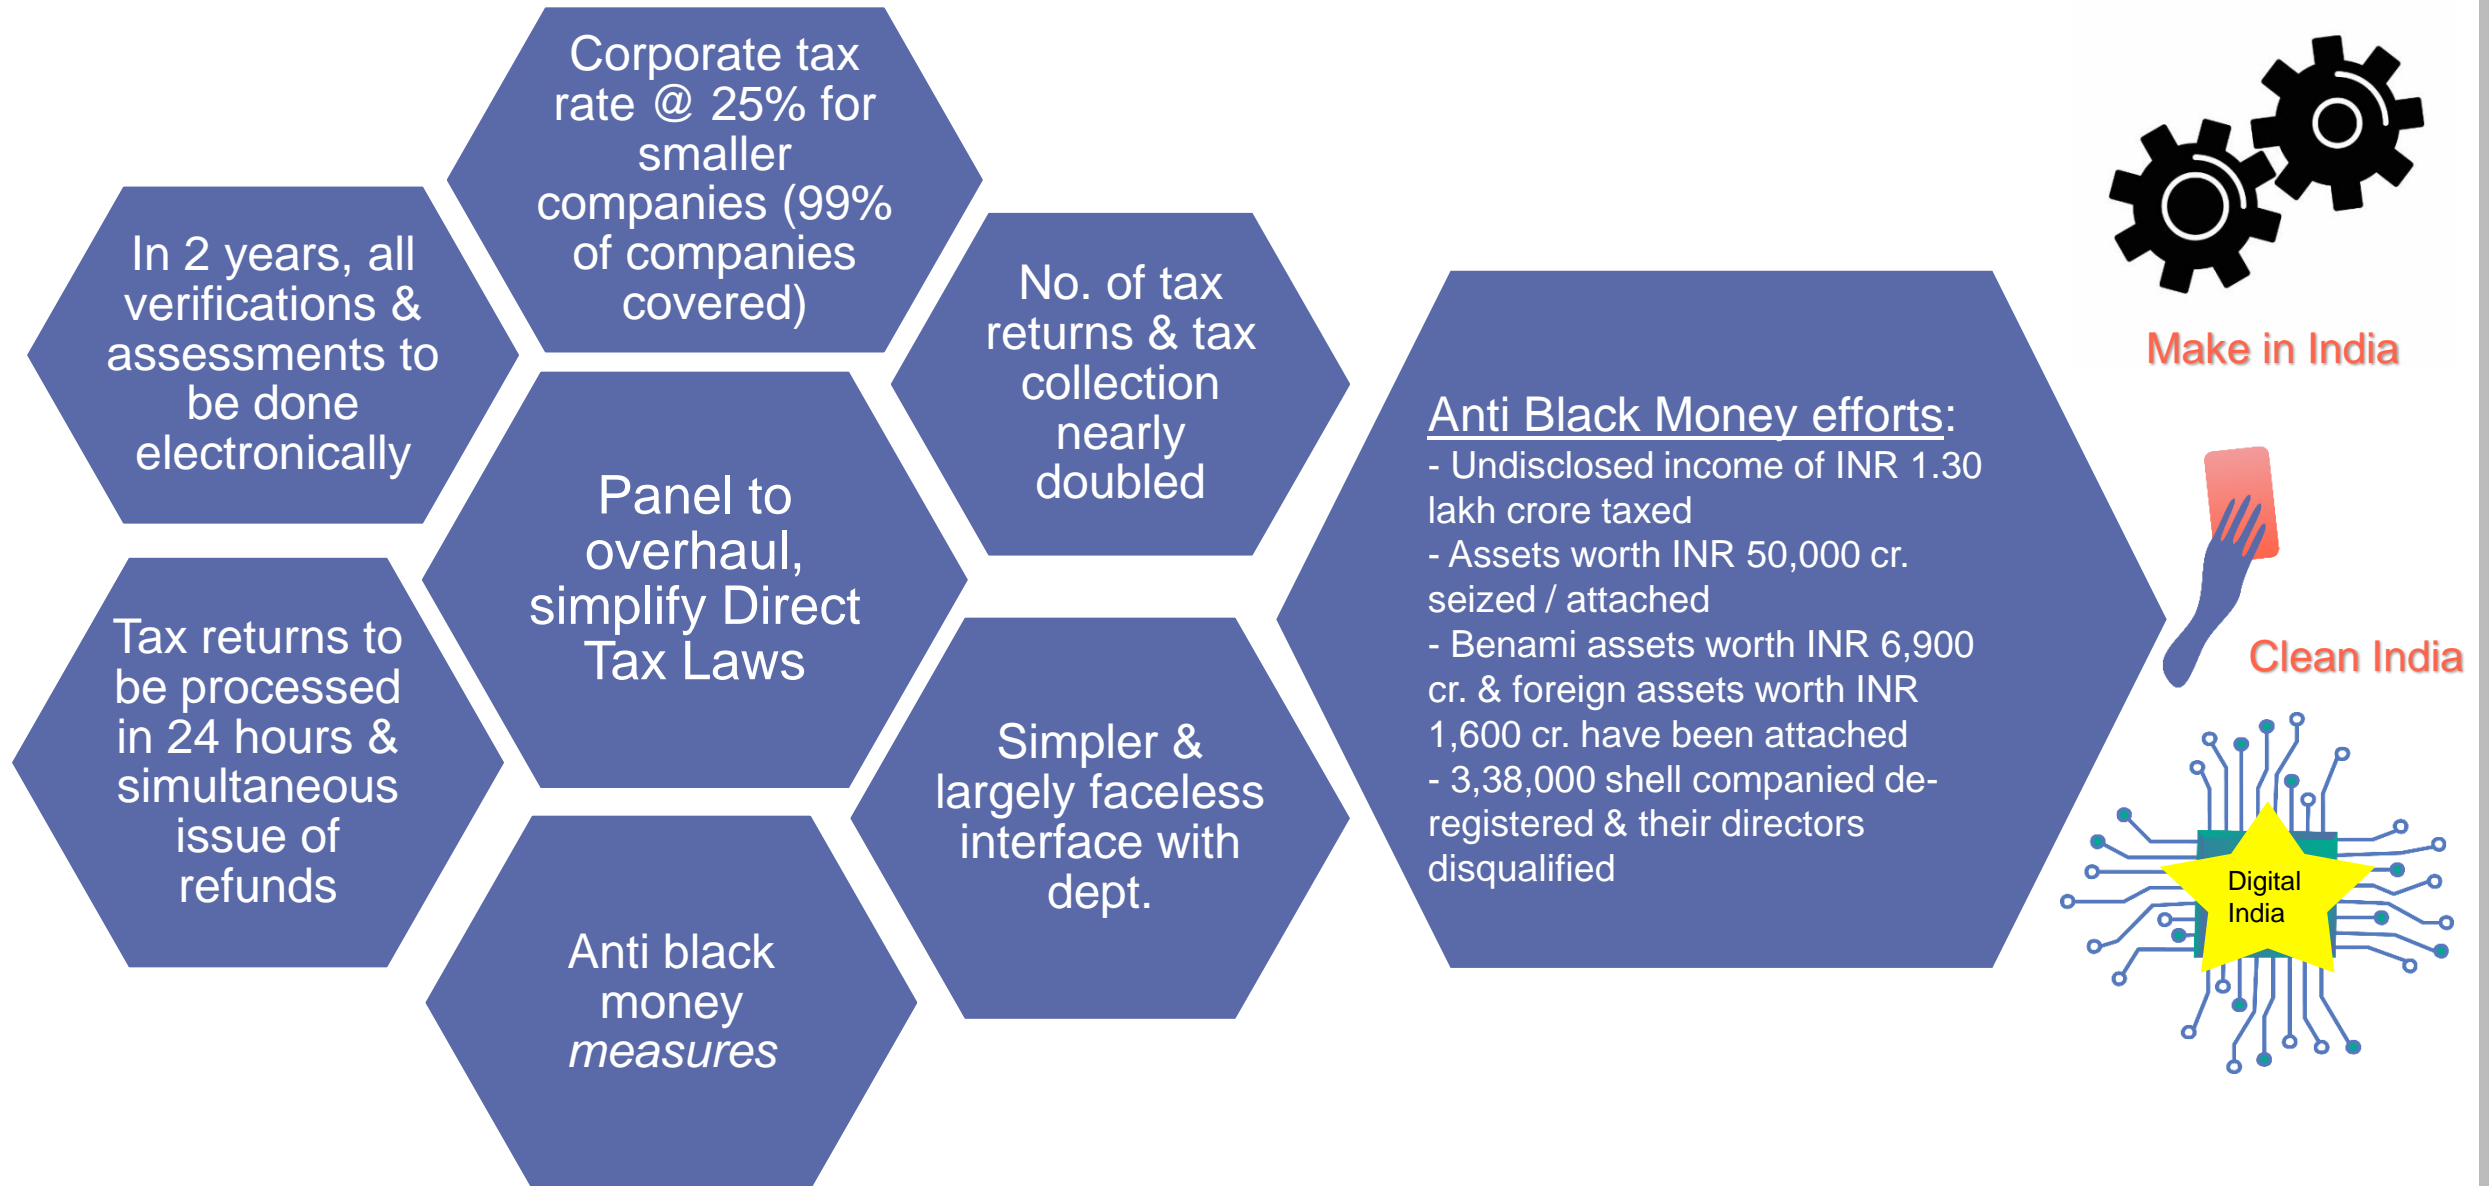 Corporate tax
rate @ 25% for
smaller
companies (99%
of companies
covered)
In 2 years, all
verifications &
assessments to
be done
electronically
No. of tax
returns & tax
collection
nearly
doubled
Panel to
overhaul,
simplify Direct
Tax Laws
Tax returns to
be processed
in 24 hours &
simultaneous
issue of
refunds
Simpler &
largely faceless
interface with
dept.
Anti black
money
measures
Anti Black Money efforts:
- Undisclosed income of INR 1.30
lakh crore taxed
- Assets worth INR 50,000 cr.
seized / attached
- Benami assets worth INR 6,900
cr. & foreign assets worth INR
1,600 cr. have been attached
- 3,38,000 shell companied de-
registered & their directors
disqualified
Make in India
Clean India
Digital
India